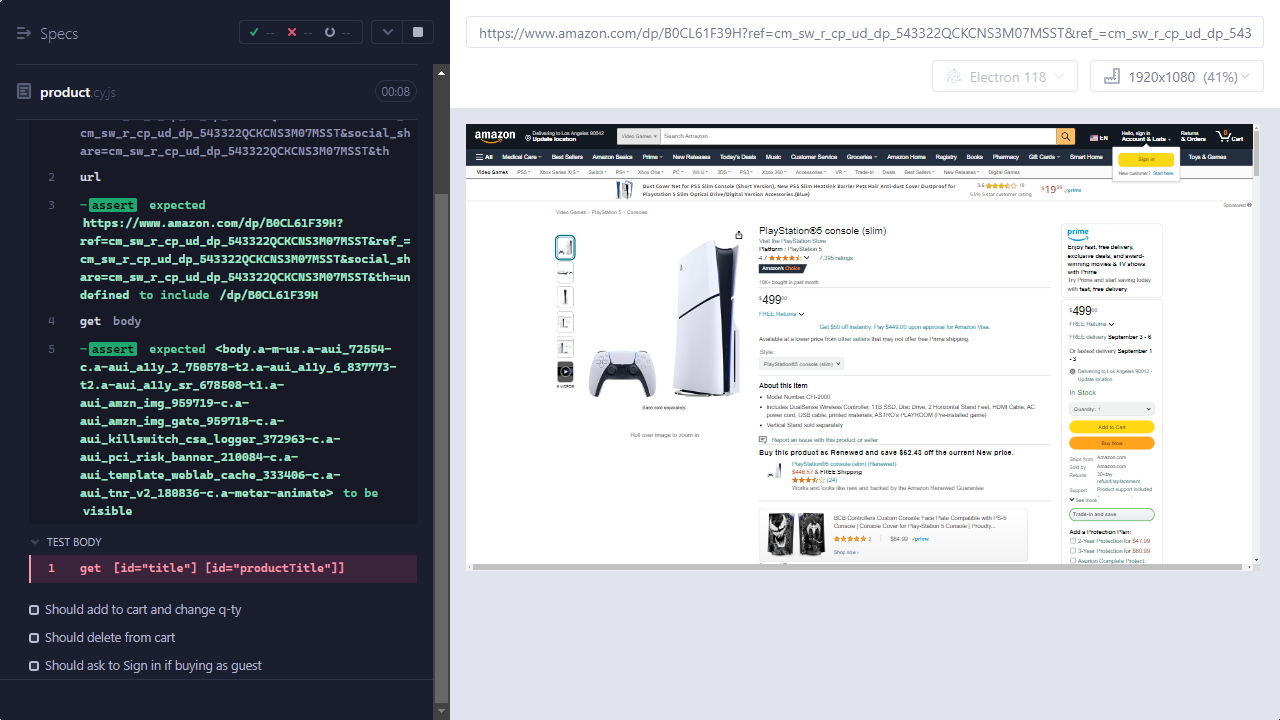 Specs
-- -- --
product.cy.js
00:08
cm_sw_r_cp_ud_dp_543322QCKCNS3M07MSST&social_sh
are=cm_sw_r_cp_ud_dp_543322QCKCNS3M07MSST&th
2 url
3 -assert expected
https://www.amazon.com/dp/B0CL61F39H?
ref=cm_sw_r_cp_ud_dp_543322QCKCNS3M07MSST&ref_=
cm_sw_r_cp_ud_dp_543322QCKCNS3M07MSST&social_sh
are=cm_sw_r_cp_ud_dp_543322QCKCNS3M07MSST&th
defined to include /dp/B0CL61F39H
4 get body
5 -assert expected <body.en-us.a-aui_72554-
c.a-aui_ally_2_750578-t1.a-aui_ally_6_837773-
t2.a-aui_ally_sr_678508-t1.a-
aui_amzn_img_959719-c.a-
visible
TEST BODY
1 get [id="title"] [id="productTitle"]]
Should add to cart and change q-ty
Should delete from cart
Should ask to Sign in if buying as guest
https://www.amazon.com/dp/B0CL61F39H?ref=cm_sw_r_cp_ud_dp_543322QCKCNS3M07MSST&ref_=cm_sw_r_cp_ud_dp_543
Electron 118
1920x1080 (41%)
amazon
Delivering to Los Angeles 90042
Update location
Video Games
Search Amazon
EN
Hello, sign in
Account & Lists
Returns
& Orders
0
Cart
All Medical Care Best Sellers Amazon Basics Prime New Releases Today's Deals Music Customer Service Groceries Amazon Home Registry Books Pharmacy Gift Cards Smart Home Toys & Games
Sign in
New customer? Start here.
Video Games PS5 Xbox Series X|S Switch PS4 Xbox One PC Wii U 3DS PS3 Xbox 360 Accessories VR Trade-In Deals Best Sellers New Releases Digital Games
Dust Cover Net for PS5 Slim Console (Short Version), New PS5 Slim Heatsink Barrier Pets Hair Anti-dust Cover Dustproof for
Playstation 5 Slim Optical Drive/Digital Version Accessories.(Blue)
3.6
19
53% 5-star customer rating
$19
prime
Sponsored
Video Games › PlayStation 5 › Consoles
PlayStation®5 console (slim)
Visit the PlayStation Store
Platform : PlayStation 5
4.7 7,395 ratings
Amazon's Choice
10K+ bought in past month
$499 00
FREE Returns
Get $50 off instantly: Pay $449.00 upon approval for Amazon Visa.
Available at a lower price from other sellers that may not offer free Prime shipping.
Style:
PlayStation®5 console (slim)
About this item
Model Number CFI-2000
Includes DualSense Wireless Controller, 1TB SSD, Disc Drive, 2 Horizontal Stand Feet, HDMI Cable, AC
power cord, USB cable, printed materials, ASTRO's PLAYROOM (Pre-installed game)
Vertical Stand sold separately
Report an issue with this product or seller
Buy this product as Renewed and save $52.43 off the current New price.
PlayStation®5 console (slim) (Renewed)
$446.57 & FREE Shipping
(24)
Works and looks like new and backed by the Amazon Renewed Guarantee
BCB Controllers Custom Console Face Plate Compatible with PS-5
Console | Console Cover for Play-Station 5 Console | Proudly...
2
$64.99 prime
Shop now ›
6 VIDEOS
Base sold separately.
Roll over image to zoom in
prime
Enjoy fast, free delivery,
exclusive deals, and award-
winning movies & TV shows
with Prime
Try Prime and start saving today
with fast, free delivery
$499 00
FREE Returns
FREE delivery September 3 - 6
Or fastest delivery September 1
- 3
Delivering to Los Angeles 90042 -
Update location
In Stock
Quantity: 1
Add to Cart
Buy Now
Ships from Amazon.com
Sold by Amazon.com
Returns 30-day
refund/replacement
Support Product support included
See more
Trade-in and save
Add a Protection Plan:
2-Year Protection for $47.99
3-Year Protection for $60.99
Asurion Complete Protect